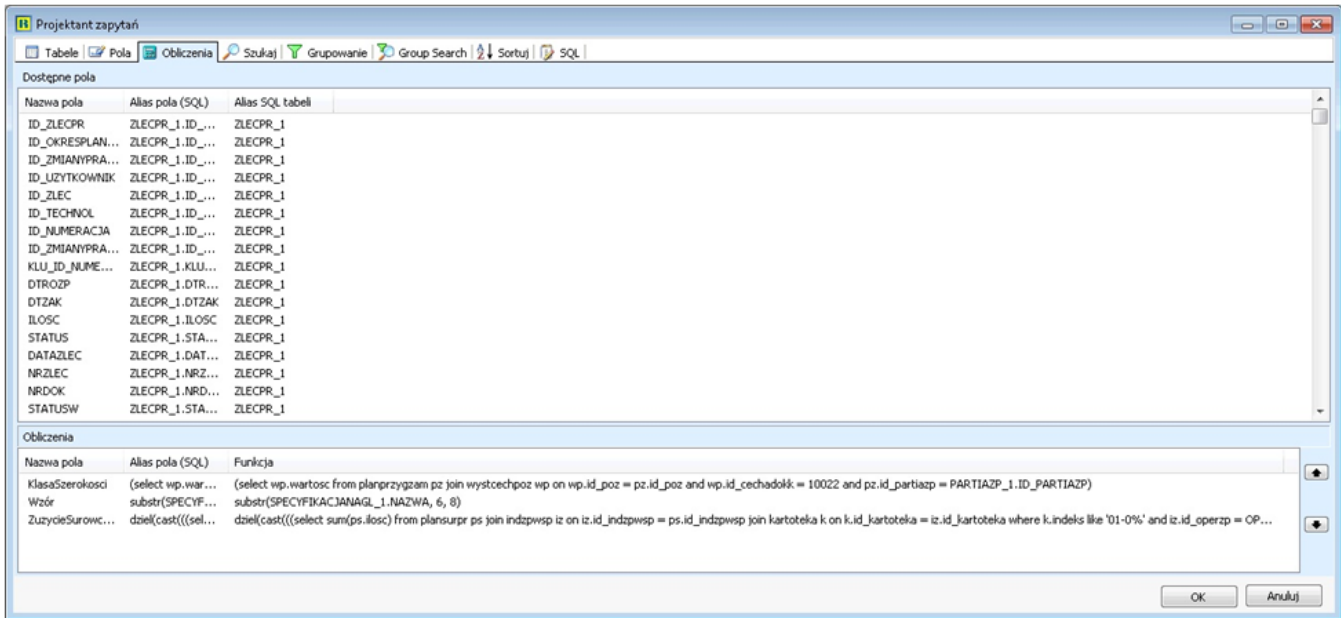 Projektant zapytań
Tabele Pola Obliczenia Szukaj Grupowanie Group Search Sortuj SQL
Dostępne pola
Nazwa pola Alias pola (SQL) Alias SQL tabeli
ID_ZLECPR ZLECPR_1.ID_... ZLECPR_1
ID_OKRESPLAN... ZLECPR_1.ID_... ZLECPR_1
ID_ZMIANYPRA... ZLECPR_1.ID_... ZLECPR_1
ID_UZYTKOWNIK ZLECPR_1.ID_... ZLECPR_1
ID_ZLEC ZLECPR_1.ID_... ZLECPR_1
ID_TECHNOL ZLECPR_1.ID_... ZLECPR_1
ID_NUMERACJA ZLECPR_1.ID_... ZLECPR_1
ID_ZMIANYPRA... ZLECPR_1.ID_... ZLECPR_1
KLU_ID_NUME... ZLECPR_1.KLU... ZLECPR_1
DTROZP ZLECPR_1.DTR... ZLECPR_1
DTZAK ZLECPR_1.DTZAK ZLECPR_1
ILOSC ZLECPR_1.ILOSC ZLECPR_1
STATUS ZLECPR_1.STA... ZLECPR_1
DATAZLEC ZLECPR_1.DAT... ZLECPR_1
NRZLEC ZLECPR_1.NRZ... ZLECPR_1
NRDOK ZLECPR_1.NRD... ZLECPR_1
STATUSW ZLECPR_1.STA... ZLECPR_1
Obliczenia
Nazwa pola Alias pola (SQL) Funkcja
KlasaSzerokosci (select wp.war... (select wp.wartosc from planprzygzam pz join wystcechpoz wp on wp.id_poz = pz.id_poz and wp.id_cechadokk = 10022 and pz.id_partiazp = PARTIAZP_1.ID_PARTIAZP)
Wzór substr(SPECYF... substr(SPECYFIKACJANAGL_1.NAZWA, 6, 8)
ZuzycieSurowc... dziel(cast(((sel... dziel(cast(((select sum(ps.ilosc) from plansurpr ps join indzpwsp iz on iz.id_indzpwsp = ps.id_indzpwsp join kartoteka k on k.id_kartoteka = iz.id_kartoteka where k.indeks like '01-0%' and iz.id_operzp = OP...
OK Anuluj